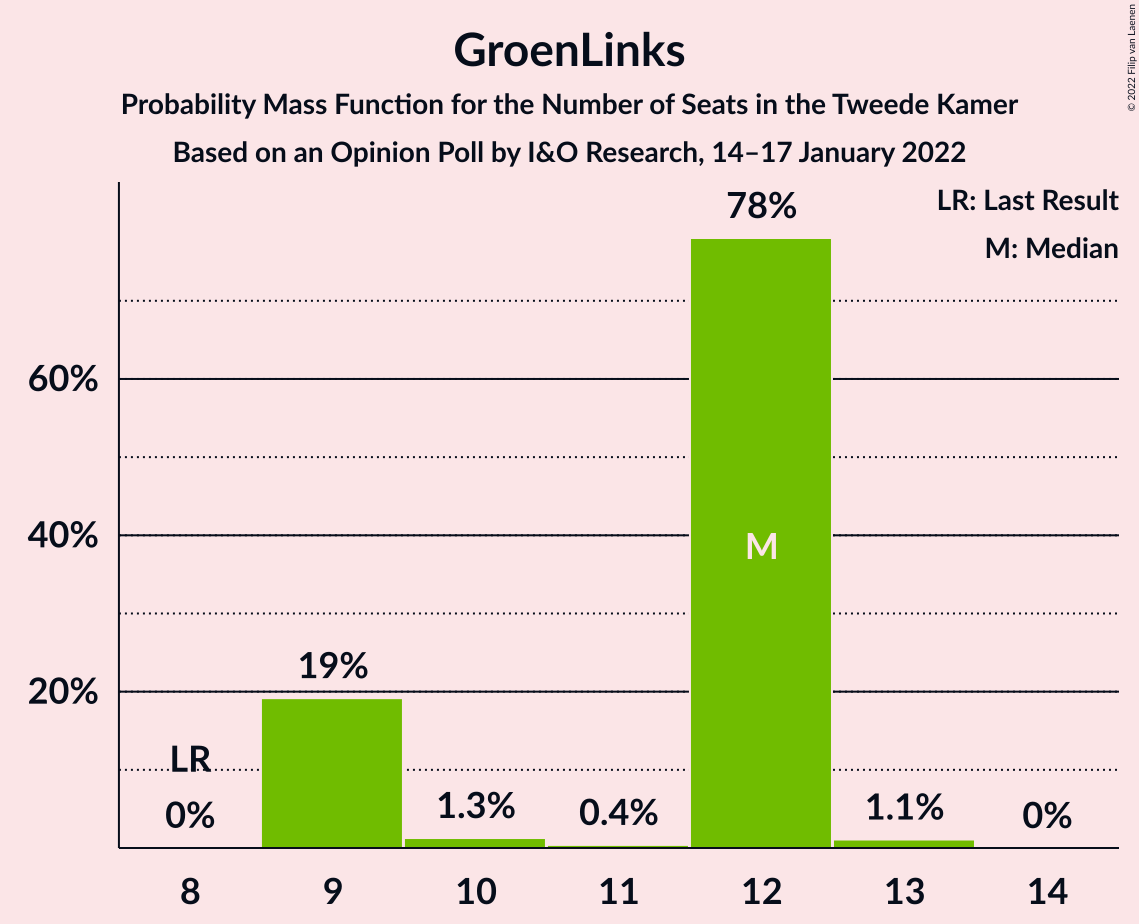 GroenLinks
Probability Mass Function for the Number of Seats in the Tweede Kamer
Based on an Opinion Poll by I&O Research, 14–17 January 2022
© 2022 Filip van Laenen
LR: Last Result
M: Median
78%
60%
40%
20%
M
19%
LR
0%
1.3%
0.4%
1.1%
0%
8 9 10 11 12 13 14